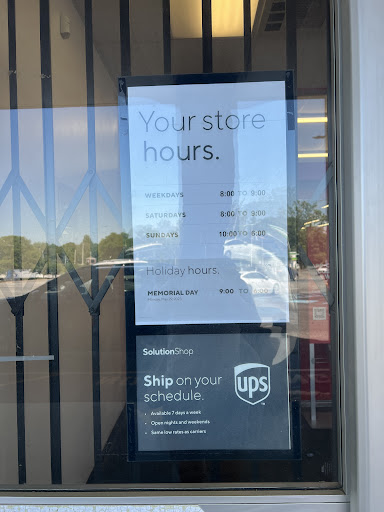 Your store
hours.
WEEKDAYS 8:00 TO 9:00
SATURDAYS TO 9:00
SUNDAYS 10:00 TO 6:00
Holiday hours.
MEMORIAL DAY 9:00 TO
SolutionShop
Ship on your
schedule.
ups
• Available 7 days a week
• Open nights and weekends
• Same low rates as carriers